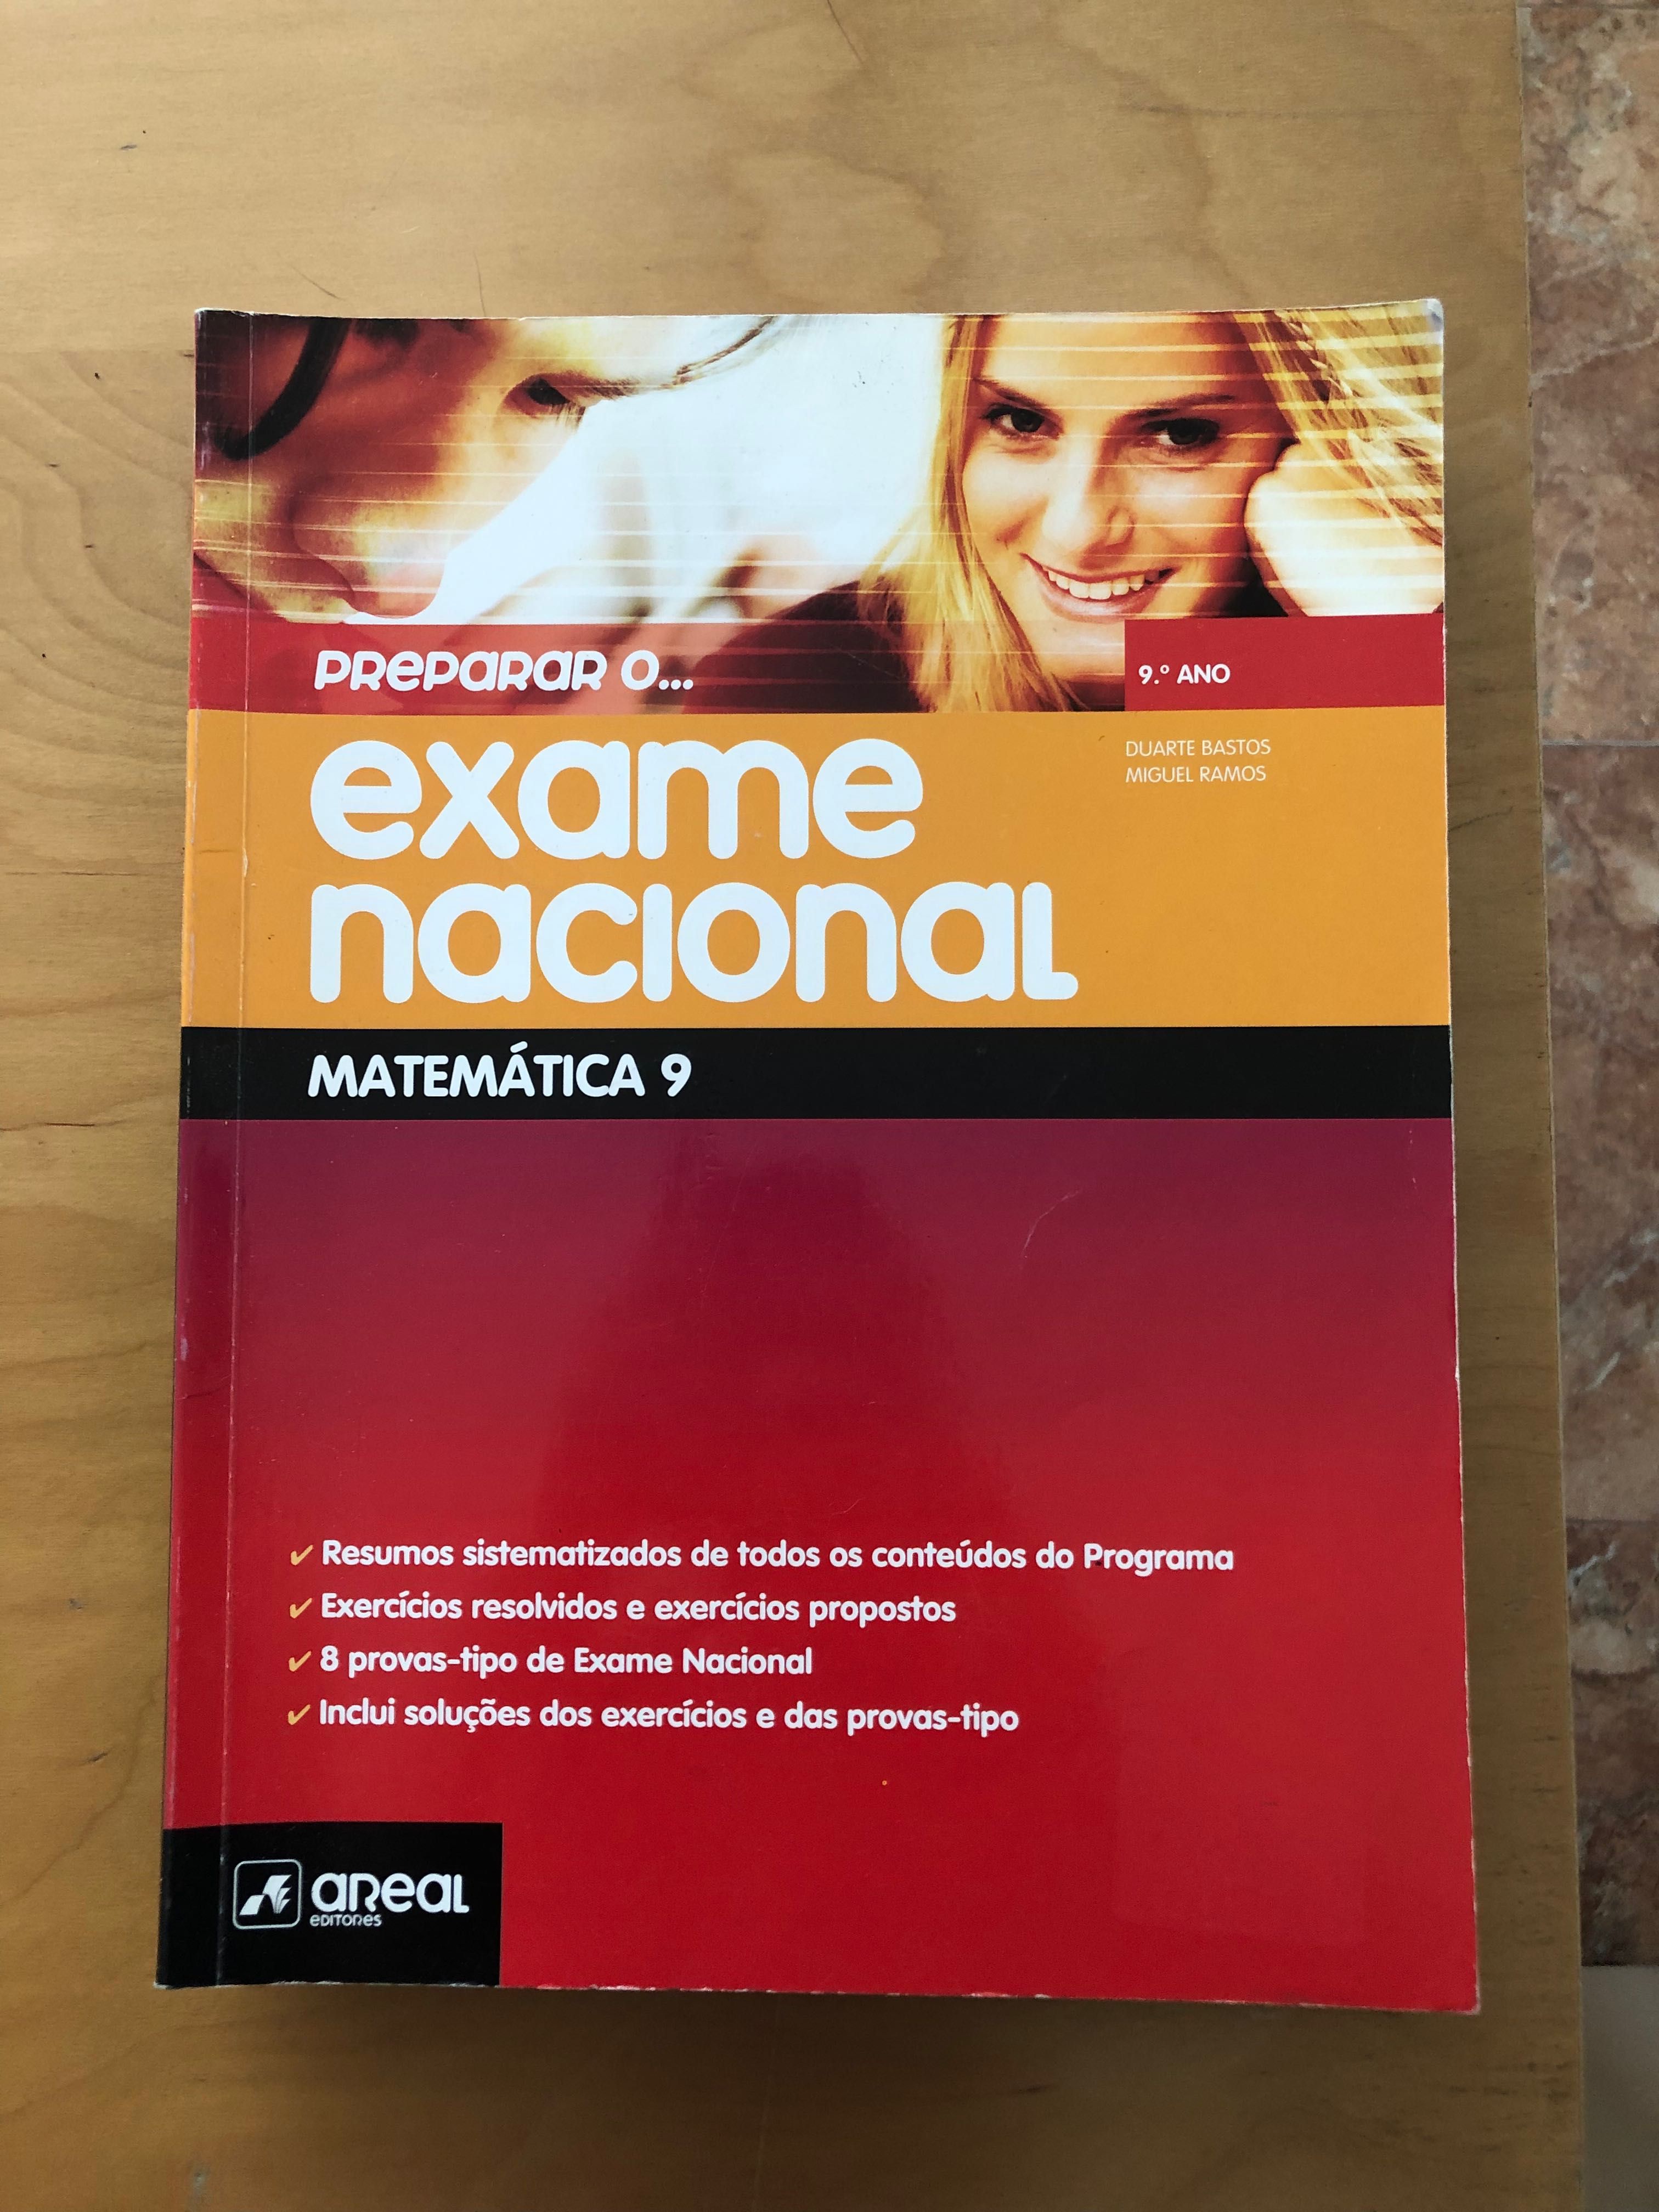 PREPARAR O...
9.º ANO
exame
nacional
DUARTE BASTOS
MIGUEL RAMOS
MATEMÁTICA 9
✓ Resumos sistematizados de todos os conteúdos do Programa
✓ Exercícios resolvidos e exercícios propostos
✓ 8 provas-tipo de Exame Nacional
✓ Inclui soluções dos exercícios e das provas-tipo
areal
EDITORES